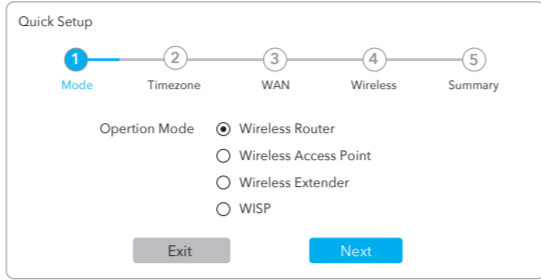 Quick Setup
1 2 3 4 5
Mode Timezone WAN Wireless Summary
Opertion Mode Wireless Router
Wireless Access Point
Wireless Extender
WISP
Exit Next